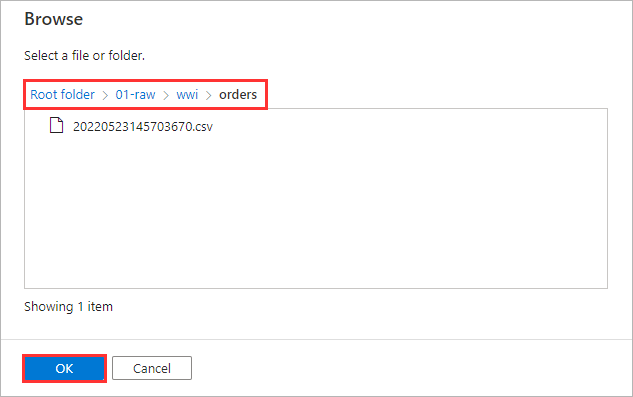 Browse
Select a file or folder.
Root folder > 01-raw > wwi > orders
20220523145703670.csv
Showing 1 item
OK Cancel